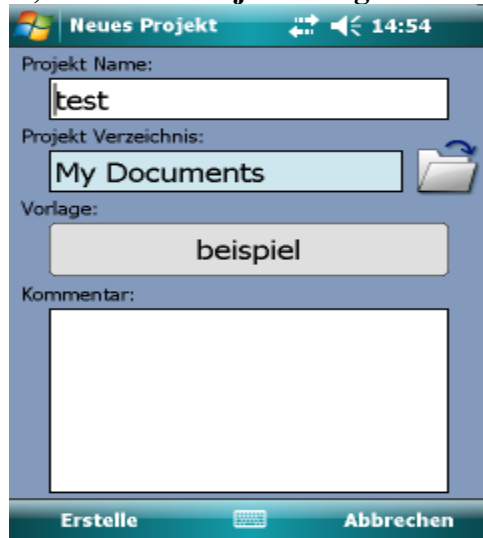 Neues Projekt 14:54
Projekt Name:
test
Projekt Verzeichnis:
My Documents
Vorlage:
beispiel
Kommentar:
Erstelle Abbrechen